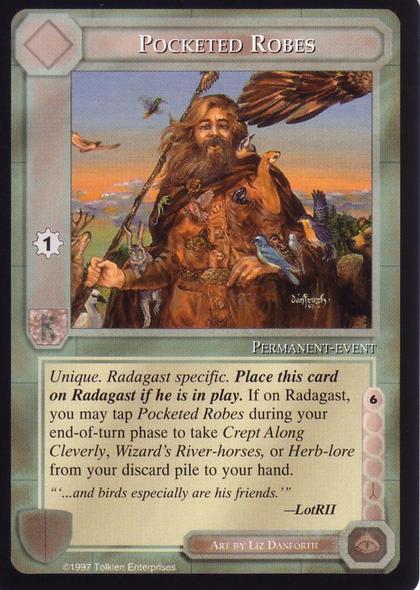 POCKETED ROBES
1
Danforth
PERMANENT-EVENT
Unique. Radagast specific. Place this card
on Radagast if he is in play. If on Radagast,
you may tap Pocketed Robes during your
end-of-turn phase to take Crept Along
Cleverly, Wizard's River-horses, or Herb-lore
from your discard pile to your hand.
6
“‘...and birds especially are his friends.’”
—LotRII
ART BY LIZ DANFORTH
©1997 Tolkien Enterprises